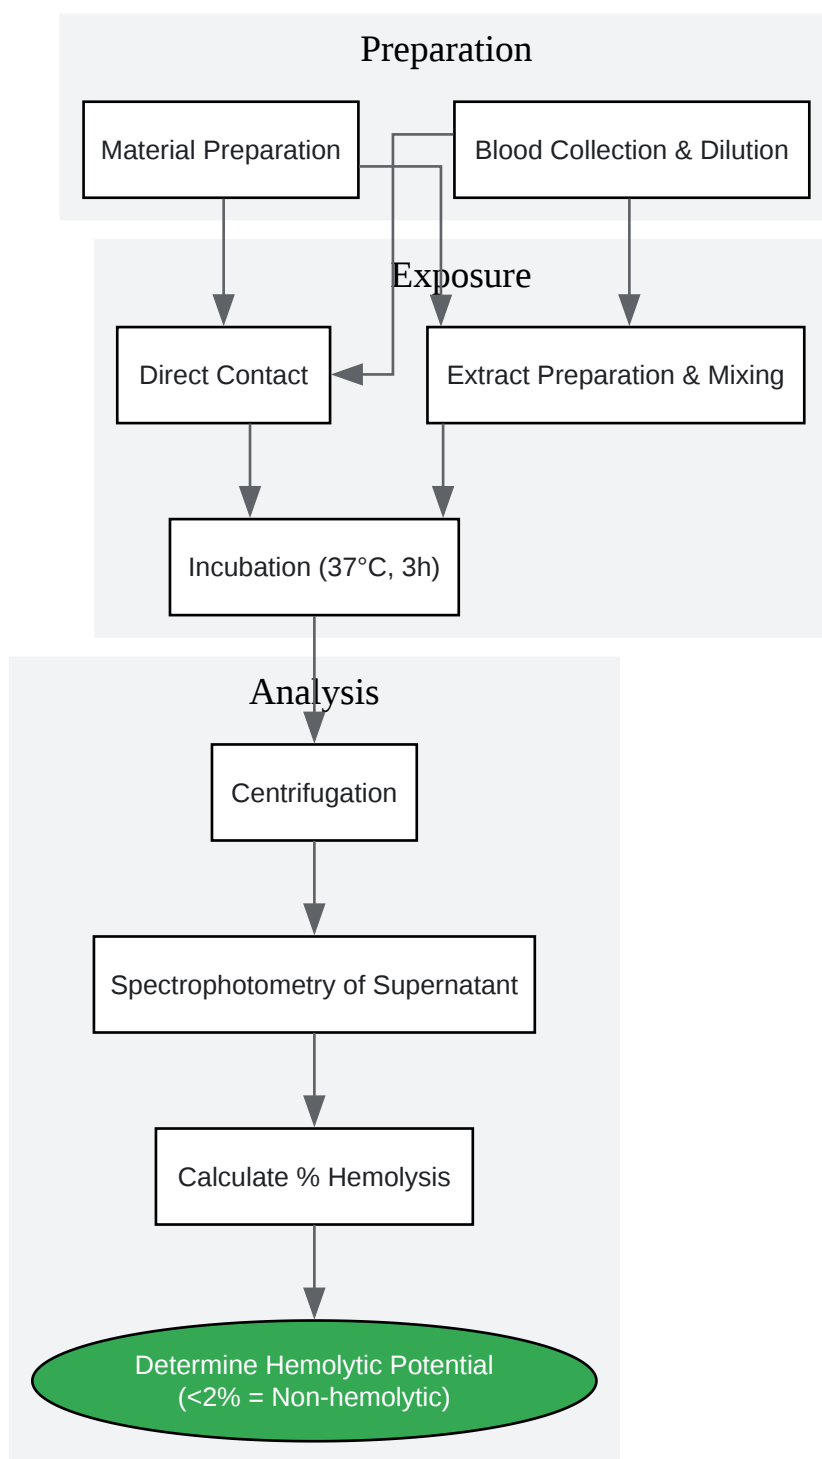 Preparation
Material Preparation
Blood Collection & Dilution
Exposure
Direct Contact
Extract Preparation & Mixing
Incubation (37°C, 3h)
Analysis
Centrifugation
Spectrophotometry of Supernatant
Calculate % Hemolysis
Determine Hemolytic Potential
(<2% = Non-hemolytic)